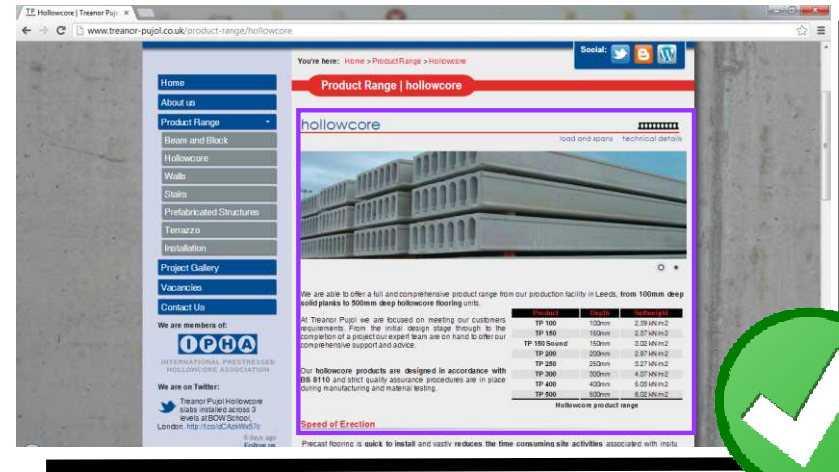 TP Hollowcore | Treanor Pujo
www.treanor-pujol.co.uk/product-range/hollowcore
You're here: Home > Product Range > Hollowcore
Social:
Product Range | hollowcore
Home
About us
Product Range
Beam and Block
Hollowcore
Walls
Stairs
Prefabricated Structures
Terrazzo
Installation
Project Gallery
Vacancies
Contact Us
We are members of:
IPHA
INTERNATIONAL PRESTRESSED
HOLLOWCORE ASSOCIATION
We are on Twitter:
Treanor Pujol Hollowcore
slabs installed across 3
levels at BOW School,
London.
6 days ago
Follow us
hollowcore
load and spans technical details
We are able to offer a full and comprehensive product range from our production facility in Leeds, from 100mm deep
solid planks to 500mm deep hollowcore flooring units.
At Treanor Pujol we are focused on meeting our customers
requirements. From the initial design stage through to the
completion of a project our expert team are on hand to offer our
comprehensive support and advice.
Our hollowcore products are designed in accordance with
BS 8110 and strict quality assurance procedures are in place
during manufacturing and material testing.
Product Depth Selfweight
TP 100 100mm 2.39 kN/m2
TP 150 150mm 2.37 kN/m2
TP 150 Sound 150mm 3.02 kN/m2
TP 200 200mm 2.97 kN/m2
TP 250 250mm 3.27 kN/m2
TP 300 300mm 4.07 kN/m2
TP 400 400mm 5.03 kN/m2
TP 500 500mm 6.02 kN/m2
Hollowcore product range
Speed of Erection
Precast flooring is quick to install and vastly reduces the time consuming site activities associated with insitu